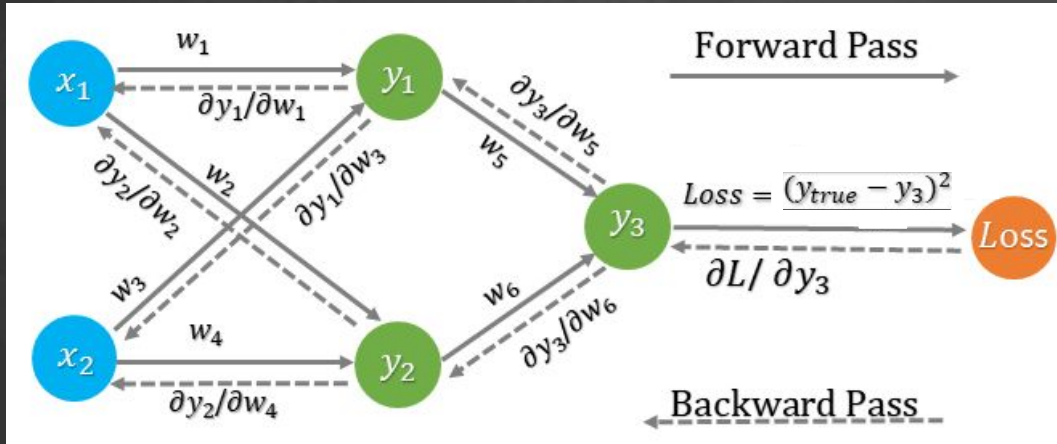 w₁
Forward Pass
x₁
y₁
∂y₁/∂w₁
∂y₃/∂w₅
w₂
∂y₁/∂w₃
w₅
∂y₂/∂w₂
Loss = (y_true − y₃)²
y₃
Loss
∂L/ ∂y₃
w₃
w₆
w₄
x₂
y₂
∂y₃/∂w₆
∂y₂/∂w₄
Backward Pass